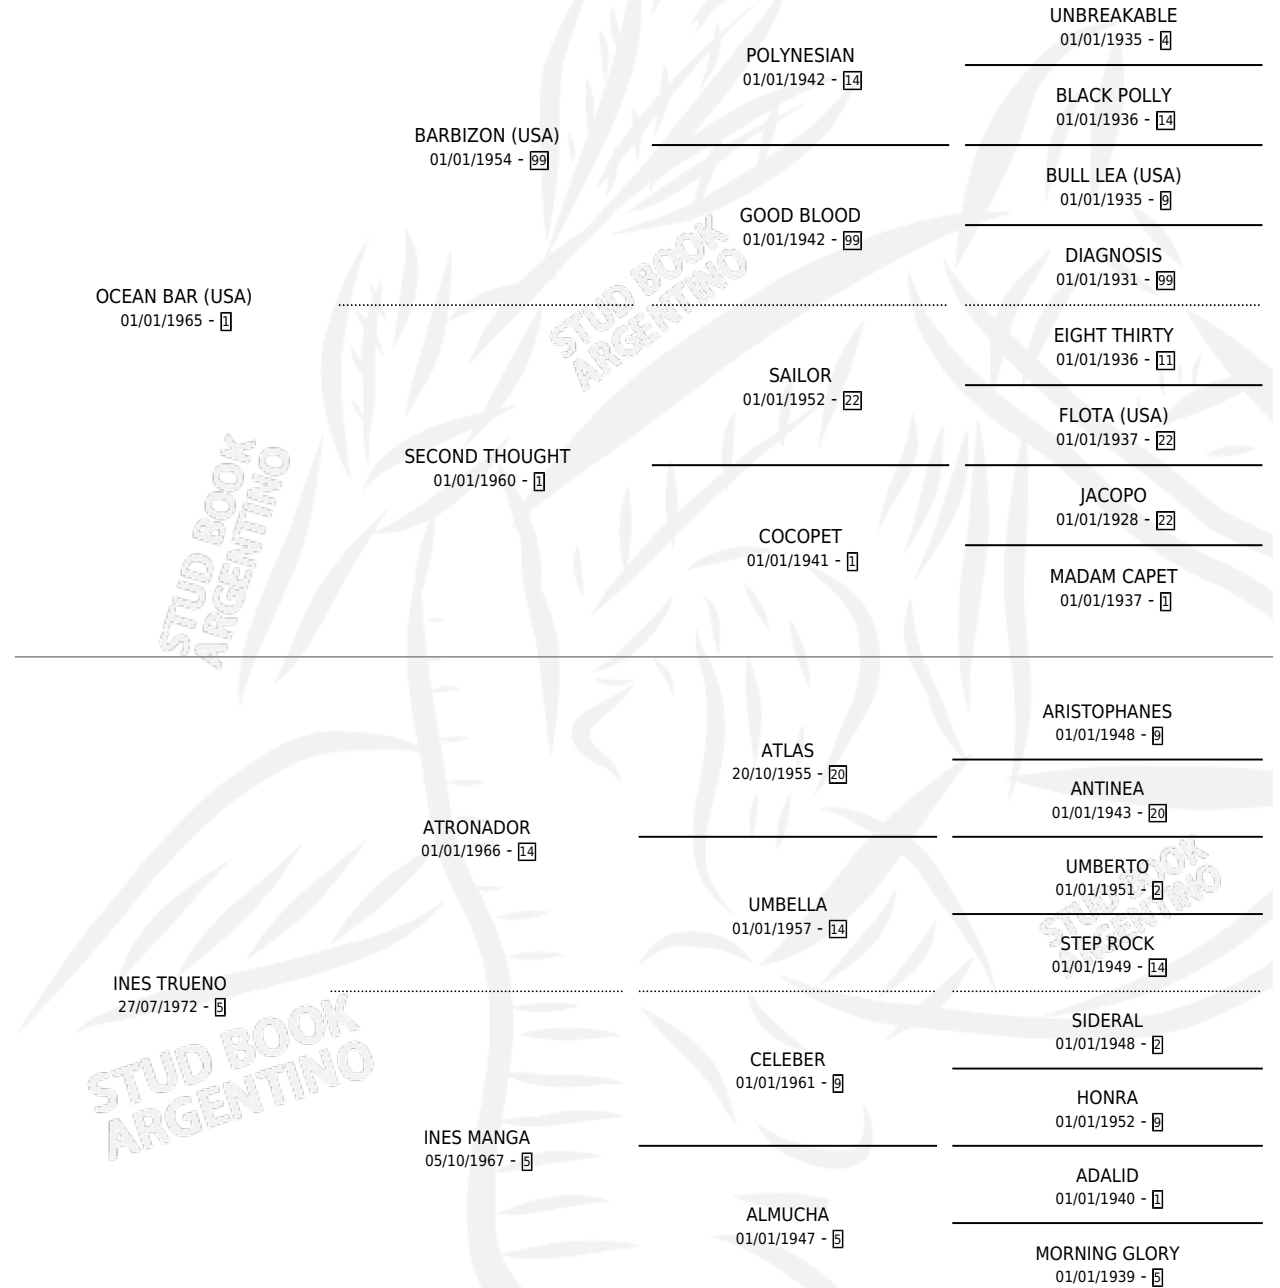 UNBREAKABLE
01/01/1935 - 4
POLYNESIAN
01/01/1942 - 14
BLACK POLLY
01/01/1936 - 14
BARBIZON (USA)
01/01/1954 - 99
BULL LEA (USA)
01/01/1935 - 9
GOOD BLOOD
01/01/1942 - 99
DIAGNOSIS
01/01/1931 - 99
OCEAN BAR (USA)
01/01/1965 - 1
STUD BOOK
ARGENTINO
EIGHT THIRTY
01/01/1936 - 11
SAILOR
01/01/1952 - 22
FLOTA (USA)
01/01/1937 - 22
SECOND THOUGHT
01/01/1960 - 1
STUD BOOK
ARGENTINO
JACOPO
01/01/1928 - 22
COCOPET
01/01/1941 - 1
MADAM CAPET
01/01/1937 - 1
ARISTOPHANES
01/01/1948 - 9
ATLAS
20/10/1955 - 20
ANTINEA
01/01/1943 - 20
ATRONADOR
01/01/1966 - 14
UMBERTO
01/01/1951 - 2
UMBELLA
01/01/1957 - 14
STUD BOOK
ARGENTINO
STEP ROCK
01/01/1949 - 14
INES TRUENO
27/07/1972 - 5
STUD BOOK
ARGENTINO
SIDERAL
01/01/1948 - 2
CELEBER
01/01/1961 - 9
HONRA
01/01/1952 - 9
INES MANGA
05/10/1967 - 5
ADALID
01/01/1940 - 1
ALMUCHA
01/01/1947 - 5
MORNING GLORY
01/01/1939 - 5